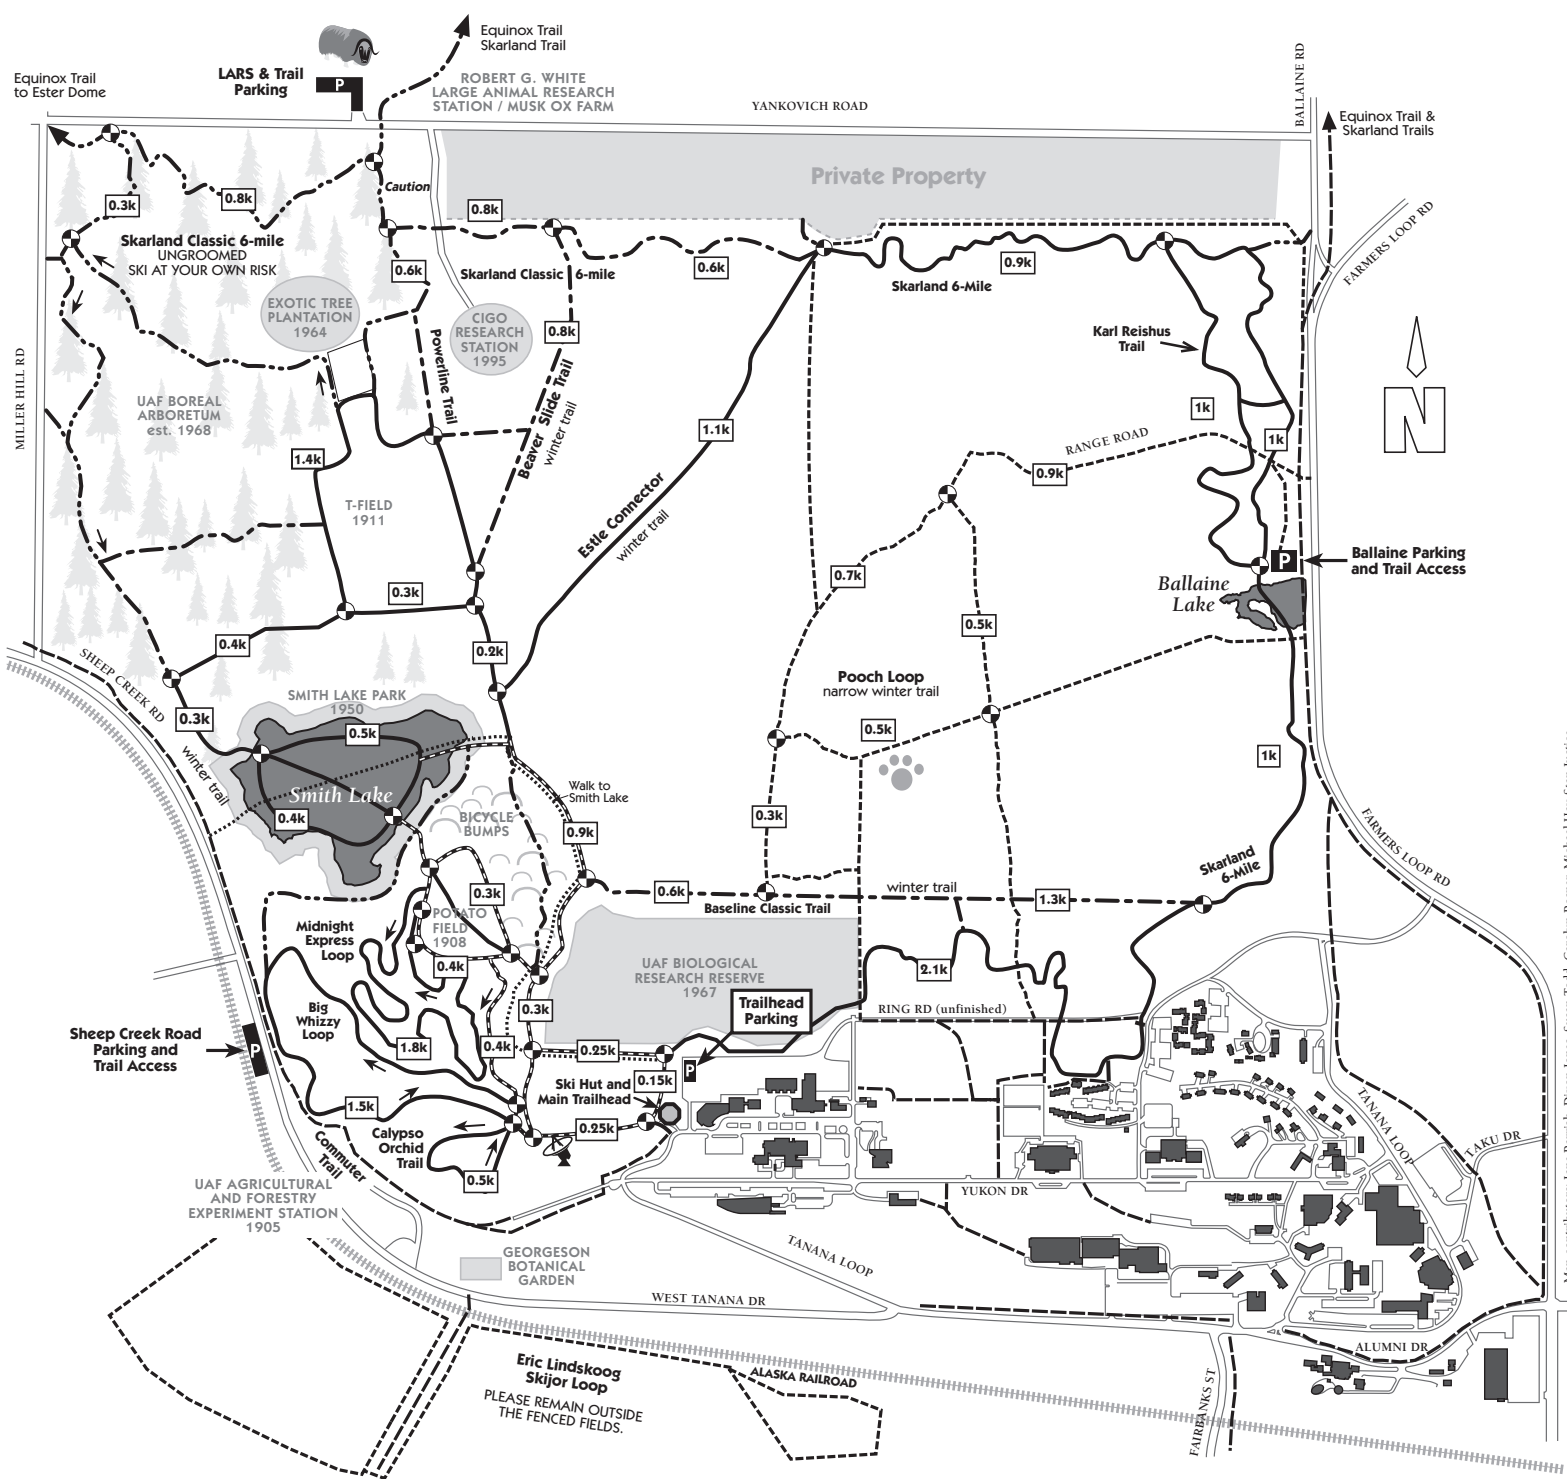 Equinox Trail
Skarland Trail
Equinox Trail
to Ester Dome
LARS & Trail
Parking
P
ROBERT G. WHITE
LARGE ANIMAL RESEARCH
STATION / MUSK OX FARM
YANKOVICH ROAD
BALLAINE RD
Equinox Trail &
Skarland Trails
Private Property
Caution
0.3k
0.8k
0.8k
FARMERS LOOP RD
Skarland Classic 6-mile
UNGROOMED
SKI AT YOUR OWN RISK
0.6k
Skarland Classic 6-mile
0.6k
0.9k
Skarland 6-Mile
EXOTIC TREE
PLANTATION
1964
CIGO
RESEARCH
STATION
1995
0.8k
Karl Reishus
Trail
MILLER HILL RD
Powerline Trail
Beaver Slide Trail
winter trail
UAF BOREAL
ARBORETUM
est. 1968
1k
1.1k
1k
RANGE ROAD
0.9k
N
1.4k
T-FIELD
1911
Estle Connector
winter trail
Ballaine Parking
and Trail Access
P
0.7k
Ballaine
Lake
0.3k
0.5k
0.4k
0.2k
SHEEP CREEK RD
Pooch Loop
narrow winter trail
SMITH LAKE PARK
1950
0.3k
0.5k
0.5k
1k
winter trail
Smith Lake
Walk to
Smith Lake
0.4k
BICYCLE
BUMPS
0.9k
0.3k
FARMERS LOOP RD
Skarland
6-Mile
0.3k
0.6k
winter trail
1.3k
Baseline Classic Trail
POTATO
FIELD
1908
Midnight
Express
Loop
0.4k
UAF BIOLOGICAL
RESEARCH RESERVE
1967
2.1k
Big
Whizzy
Loop
0.3k
Trailhead
Parking
RING RD (unfinished)
Sheep Creek Road
Parking and
Trail Access
P
1.8k
0.4k
0.25k
P
Ski Hut and
Main Trailhead
0.15k
1.5k
0.25k
TANANA LOOP
Commuter
Trail
Calypso
Orchid
Trail
0.5k
TAKU DR
UAF AGRICULTURAL
AND FORESTRY
EXPERIMENT STATION
1905
YUKON DR
GEORGESON
BOTANICAL
GARDEN
TANANA LOOP
WEST TANANA DR
ALUMNI DR
Eric Lindskoog
Skijor Loop
PLEASE REMAIN OUTSIDE
THE FENCED FIELDS.
ALASKA RAILROAD
FAIRBANKS ST